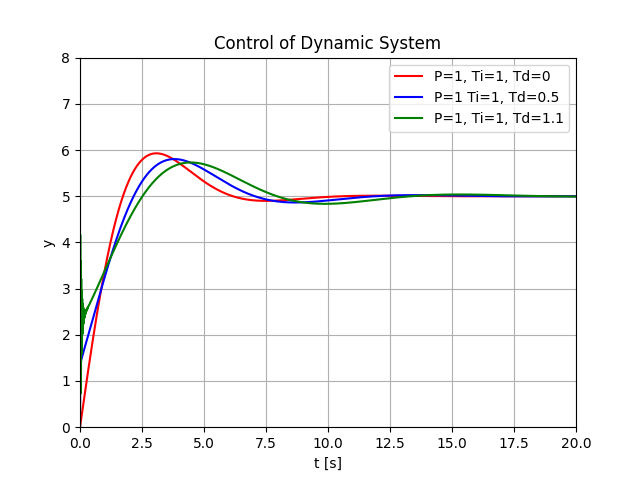 Control of Dynamic System
P=1, Ti=1, Td=0
P=1 Ti=1, Td=0.5
P=1, Ti=1, Td=1.1
8
7
6
5
4
3
2
1
0
y
0.0 2.5 5.0 7.5 10.0 12.5 15.0 17.5 20.0
t [s]